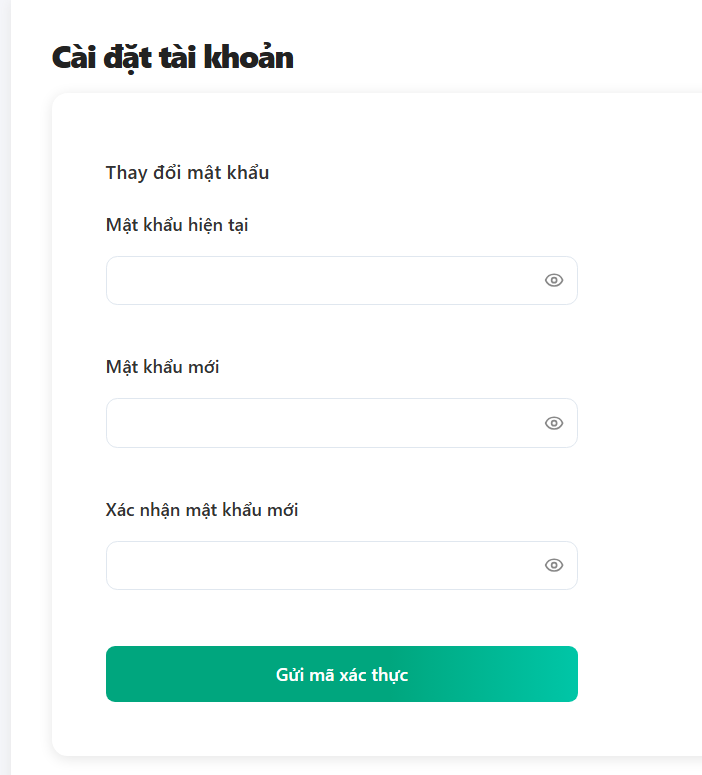 Cài đặt tài khoản
Thay đổi mật khẩu
Mật khẩu hiện tại
Mật khẩu mới
Xác nhận mật khẩu mới
Gửi mã xác thực